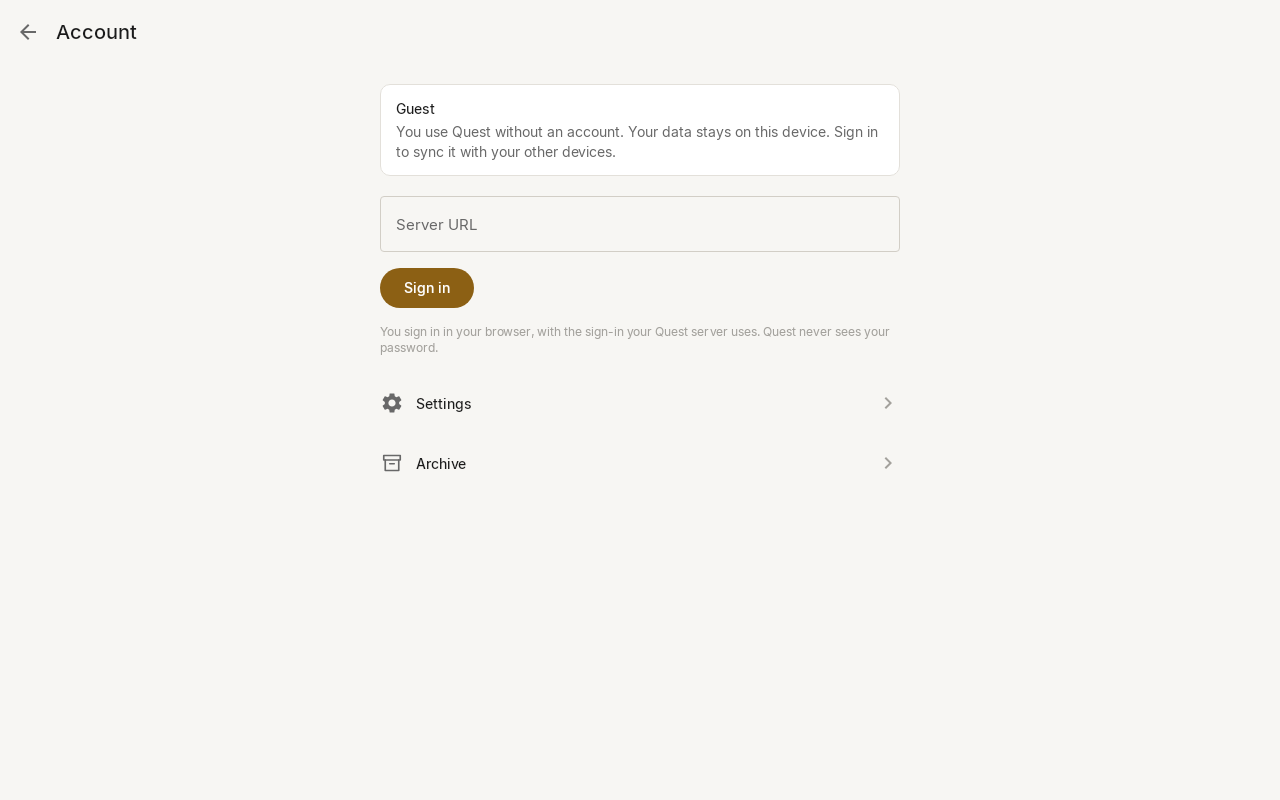 Account
Guest
You use Quest without an account. Your data stays on this device. Sign in
to sync it with your other devices.
Server URL
Sign in
You sign in in your browser, with the sign-in your Quest server uses. Quest never sees your
password.
Settings
Archive